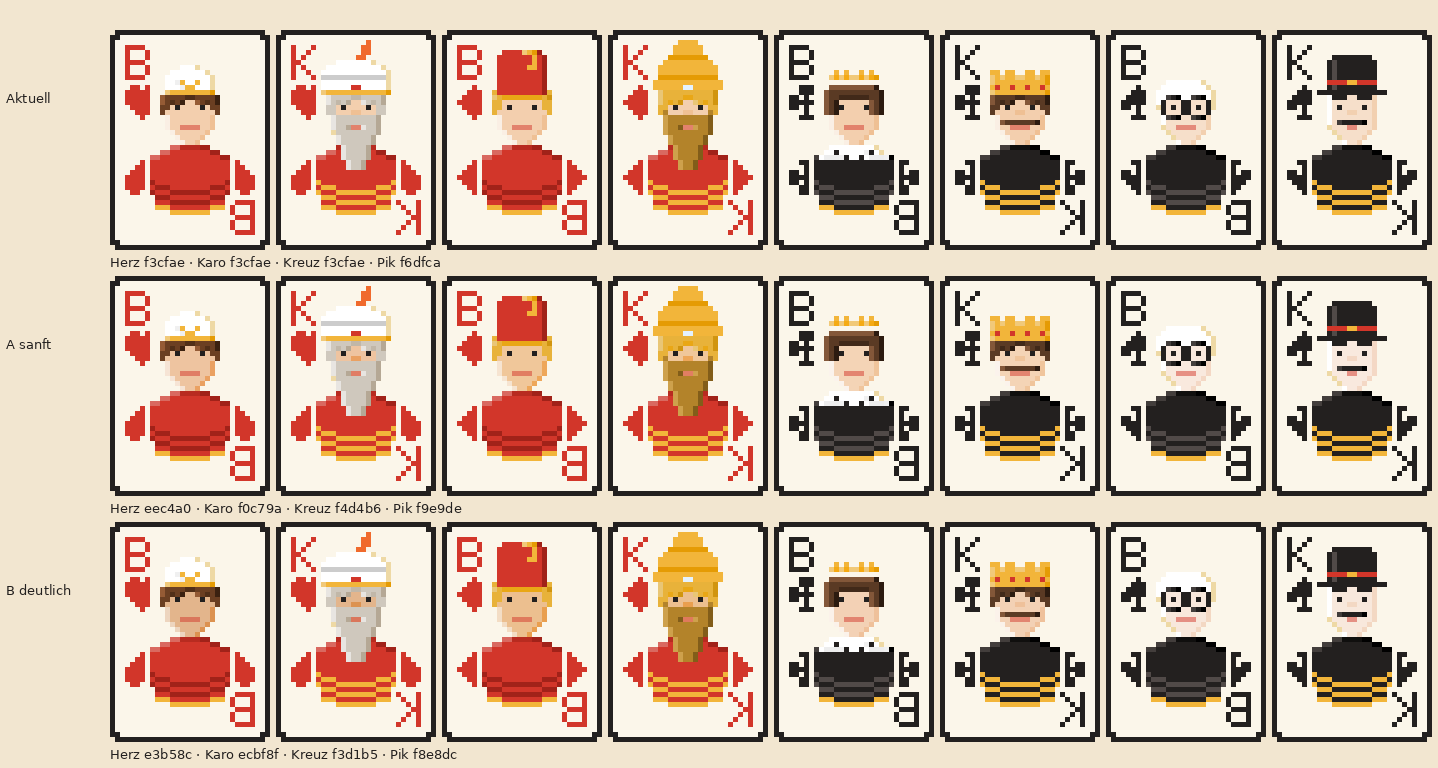 B K B K B K B K
Aktuell
B K B K B K B K
Herz f3cfae · Karo f3cfae · Kreuz f3cfae · Pik f6dfca
B K B K B K B K
A sanft
B K B K B K B K
Herz eec4a0 · Karo f0c79a · Kreuz f4d4b6 · Pik f9e9de
B K B K B K B K
B deutlich
B K B K B K B K
Herz e3b58c · Karo ecbf8f · Kreuz f3d1b5 · Pik f8e8dc